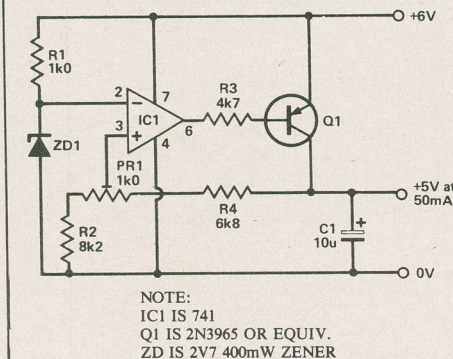 +6V
R1
1k0
2
7
IC1
3
6
4
R3
4k7
Q1
ZD1
PR1
1k0
+5V at
50mA
R4
6k8
R2
8k2
C1
10u
+
0V
NOTE:
IC1 IS 741
Q1 IS 2N3965 OR EQUIV.
ZD IS 2V7 400mW ZENER